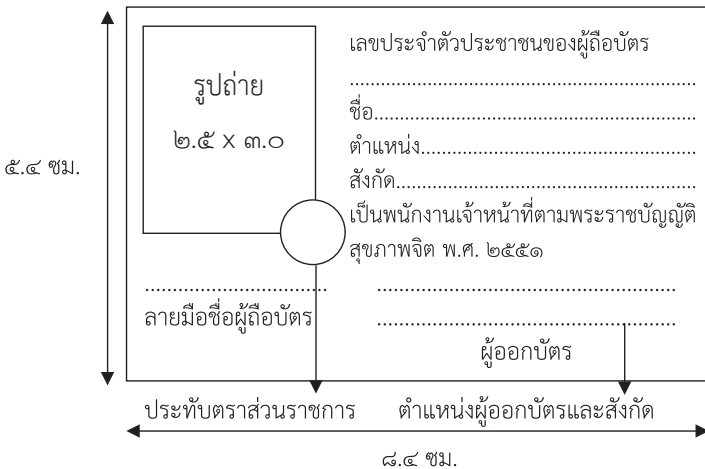 เลขประจำตัวประชาชนของผู้ถือบัตร
..................................................................
รูปถ่าย
๒.๕ X ๓.๐
ชื่อ..............................................................
ตำแหน่ง.....................................................
สังกัด.........................................................
เป็นพนักงานเจ้าหน้าที่ตามพระราชบัญญัติ
สุขภาพจิต พ.ศ. ๒๕๕๑
๕.๔ ซม.
...................................
ลายมือชื่อผู้ถือบัตร
.........................................................
.........................................................
ผู้ออกบัตร
ประทับตราส่วนราชการ
ตำแหน่งผู้ออกบัตรและสังกัด
๘.๔ ซม.